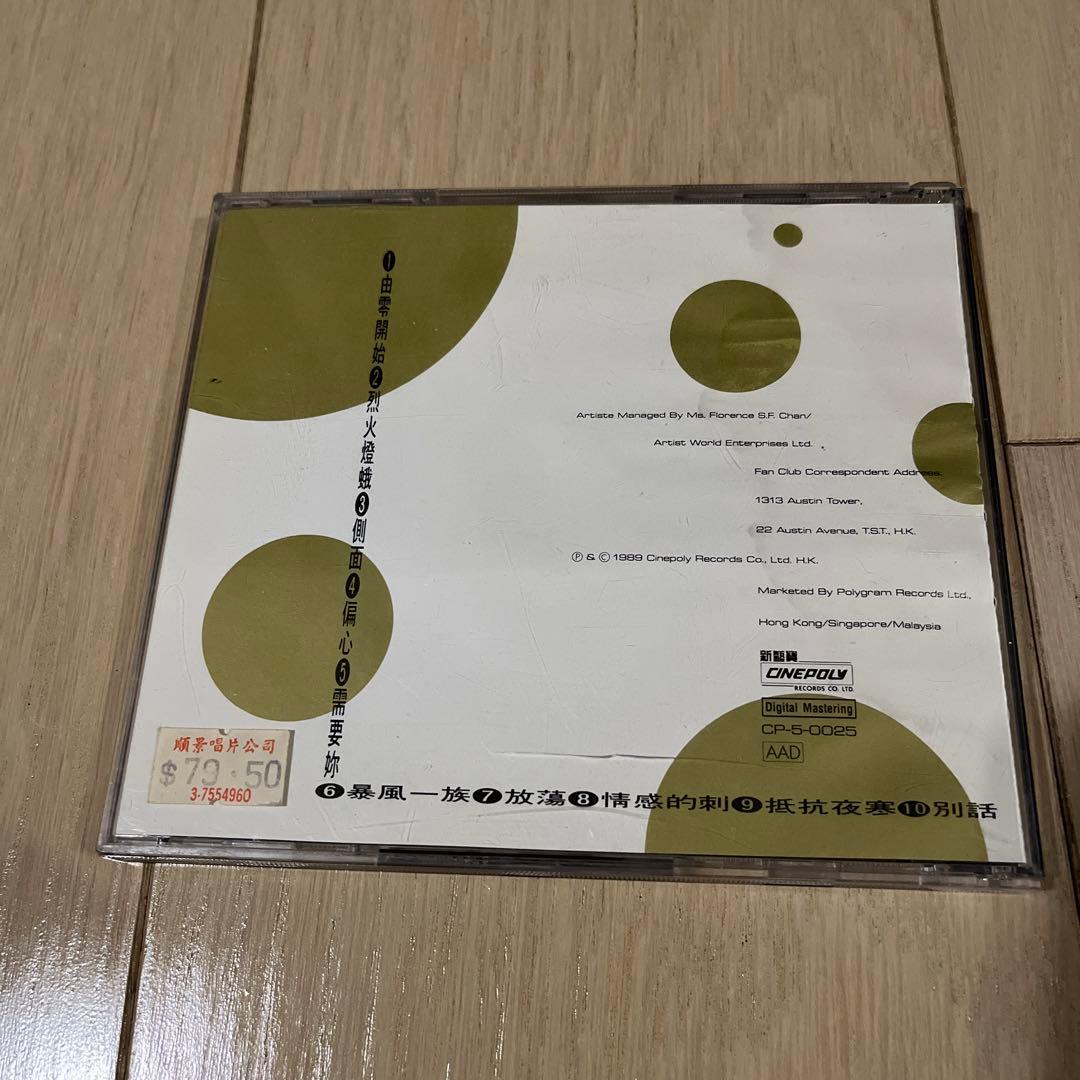 ❶由零開始❷烈火燈蛾❸側面❹偏心❺需要妳
❻暴風一族❼放蕩❽情感的刺❾抵抗夜寒❿別話
Artiste Managed By Ms. Florence S.F. Chan/
Artist World Enterprises Ltd.
Fan Club Correspondent Address:
1313 Austin Tower,
22 Austin Avenue, T.S.T., H.K.
Ⓟ & © 1989 Cinepoly Records Co., Ltd. H.K.
Marketed By Polygram Records Ltd.,
Hong Kong/Singapore/Malaysia
新藝寶
CINEPOLY
RECORDS CO. LTD.
Digital Mastering
CP-5-0025
AAD
順景唱片公司
$79.50
3-7554960